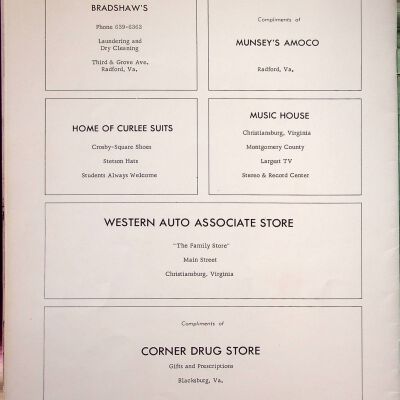 BRADSHAW'S
Phone 639-6363
Laundering and
Dry Cleaning
Third & Grove Ave.
Radford, Va.
Compliments of
MUNSEY'S AMOCO
Radford, Va.
HOME OF CURLEE SUITS
Crosby-Square Shoes
Stetson Hats
Students Always Welcome
MUSIC HOUSE
Christiansburg, Virginia
Montgomery County
Largest TV
Stereo & Record Center
WESTERN AUTO ASSOCIATE STORE
"The Family Store"
Main Street
Christiansburg, Virginia
Compliments of
CORNER DRUG STORE
Gifts and Prescriptions
Blacksburg, Va.